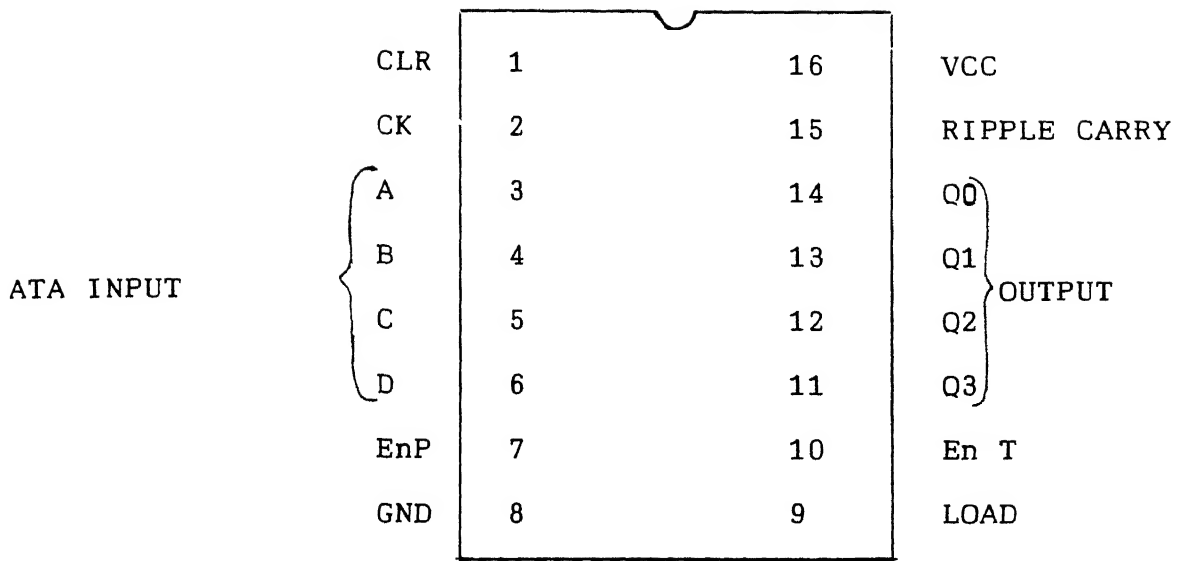 CLR 1 16 VCC
CK 2 15 RIPPLE CARRY
A 3 14 Q0
B 4 13 Q1
ATA INPUT OUTPUT
C 5 12 Q2
D 6 11 Q3
EnP 7 10 En T
GND 8 9 LOAD